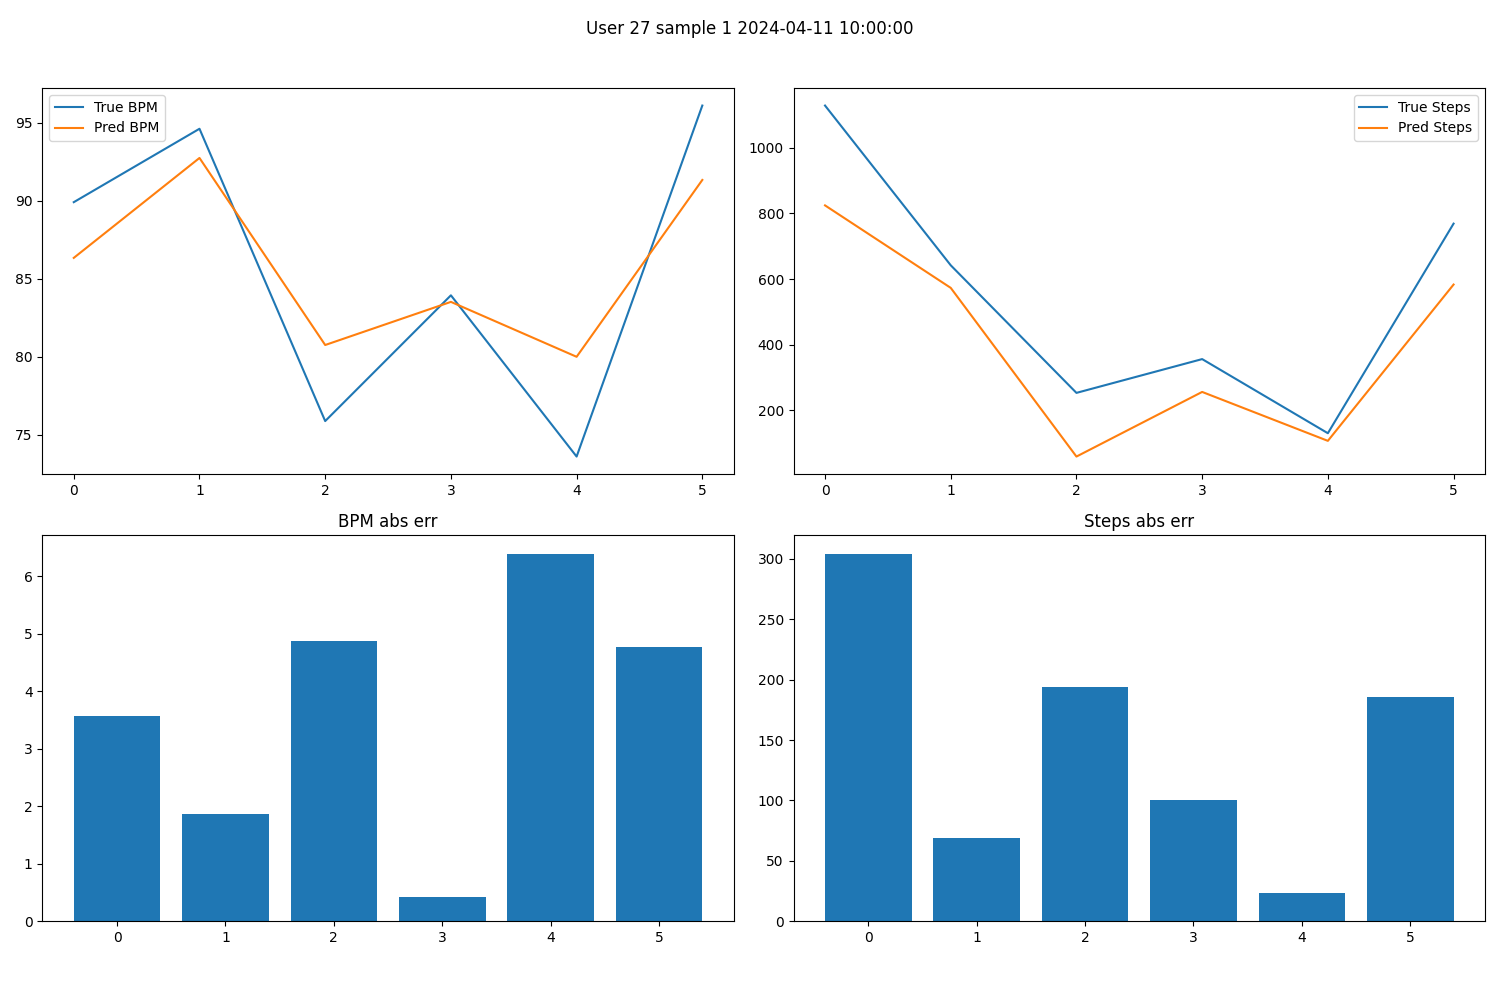 User 27 sample 1 2024-04-11 10:00:00
True BPM
Pred BPM
95
90
85
80
75
0 1 2 3 4 5
True Steps
Pred Steps
1000
800
600
400
200
0 1 2 3 4 5
BPM abs err
6
5
4
3
2
1
0
0 1 2 3 4 5
Steps abs err
300
250
200
150
100
50
0
0 1 2 3 4 5